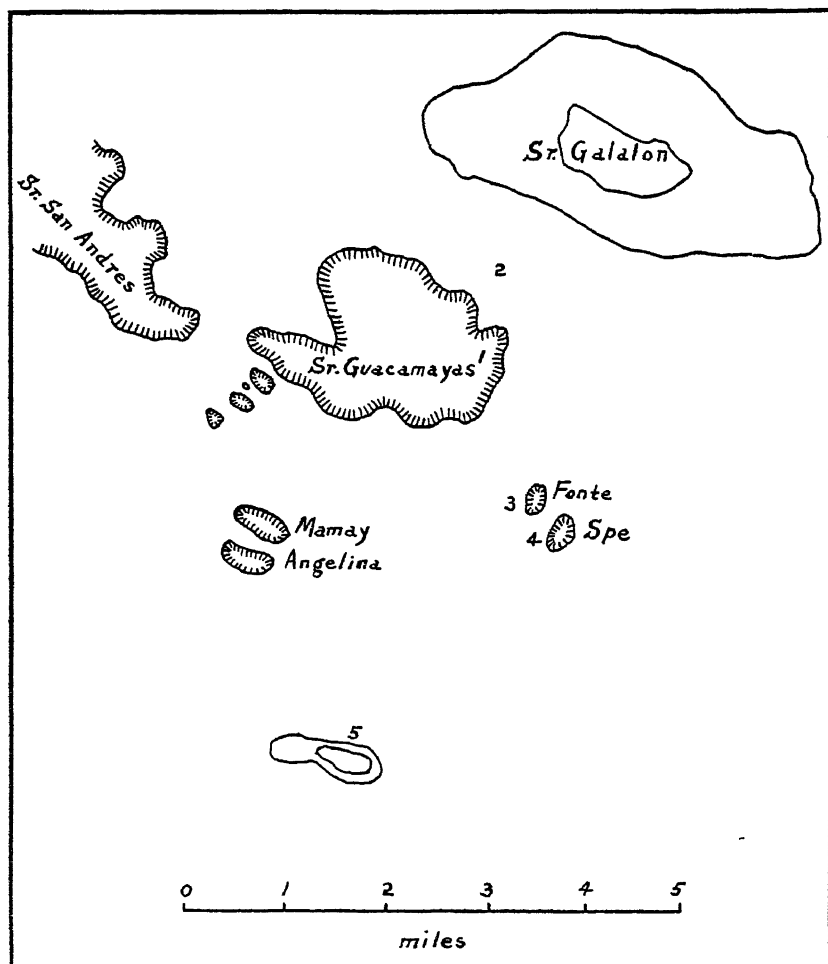 Sr. Galalon
Sr. San Andres
2
Sr. Guacamayas 1
3 Fonte
4 Spe
Mamay
Angelina
5
0 1 2 3 4 5
miles